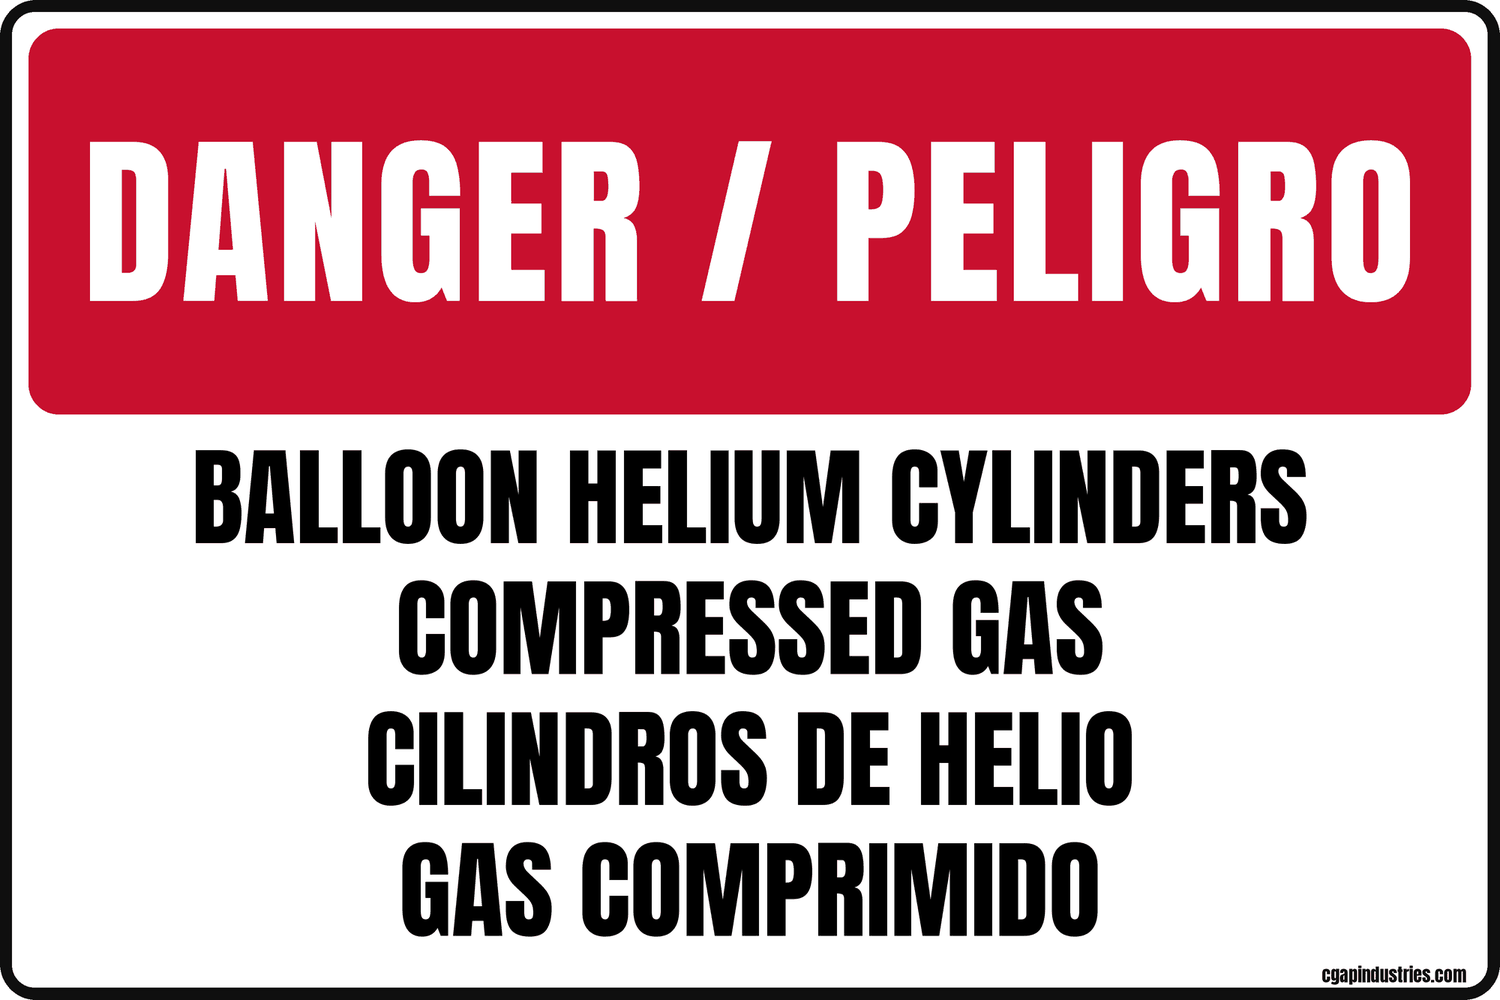 DANGER / PELIGRO
BALLOON HELIUM CYLINDERS
COMPRESSED GAS
CILINDROS DE HELIO
GAS COMPRIMIDO
cgapindustries.com